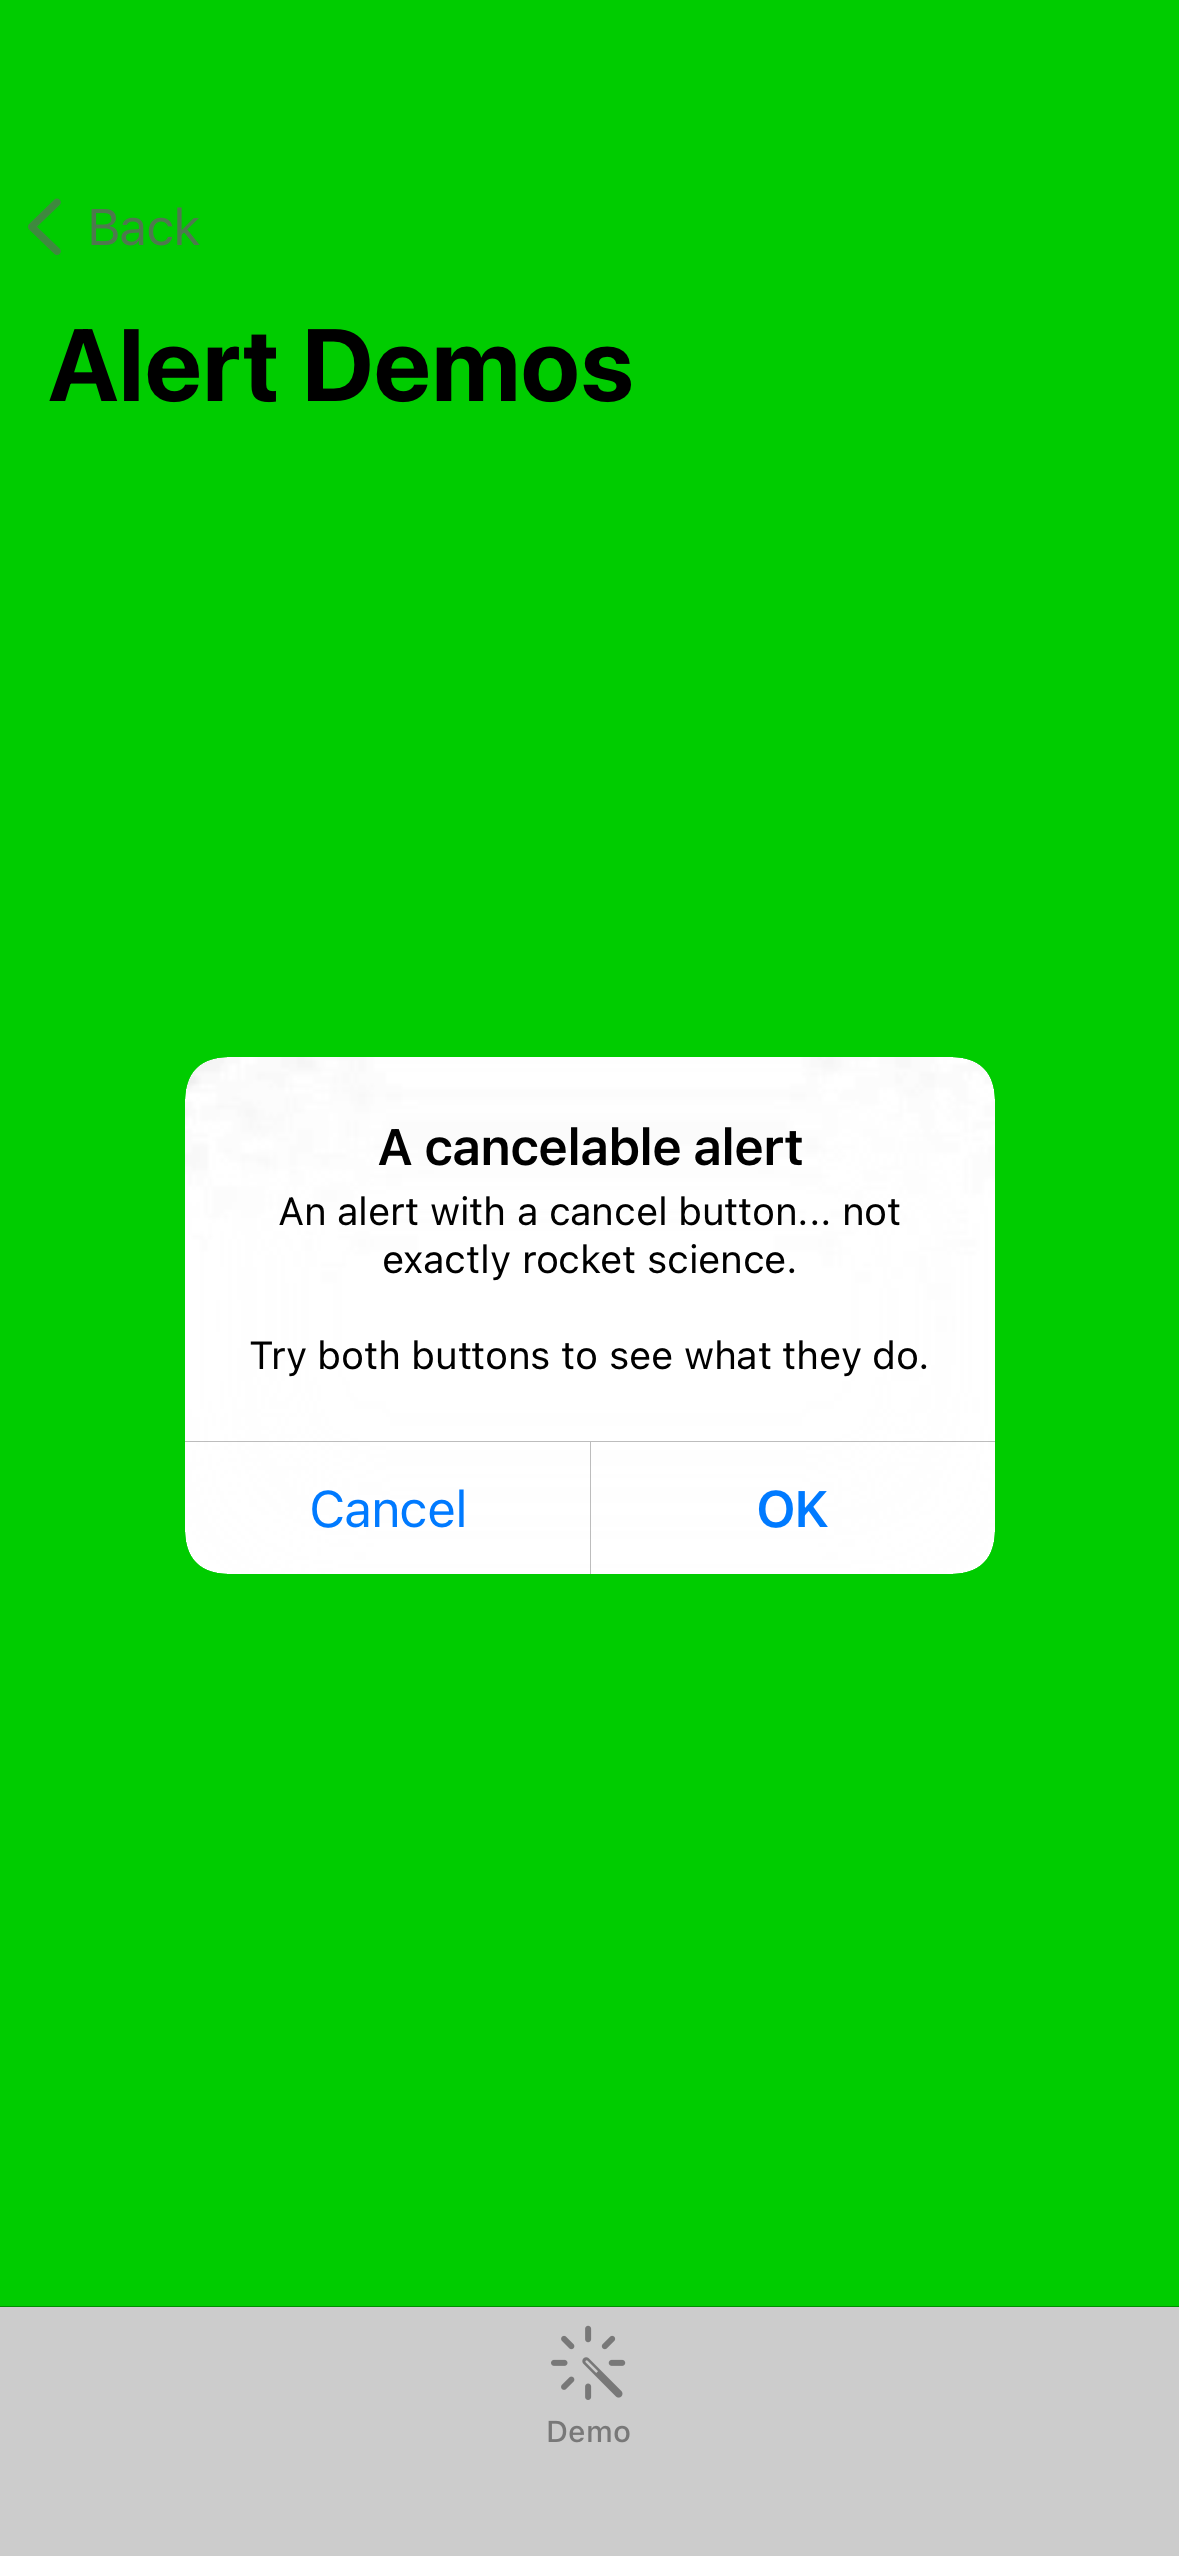 Back
Alert Demos
A cancelable alert
An alert with a cancel button... not
exactly rocket science.
Try both buttons to see what they do.
Cancel
OK
Demo